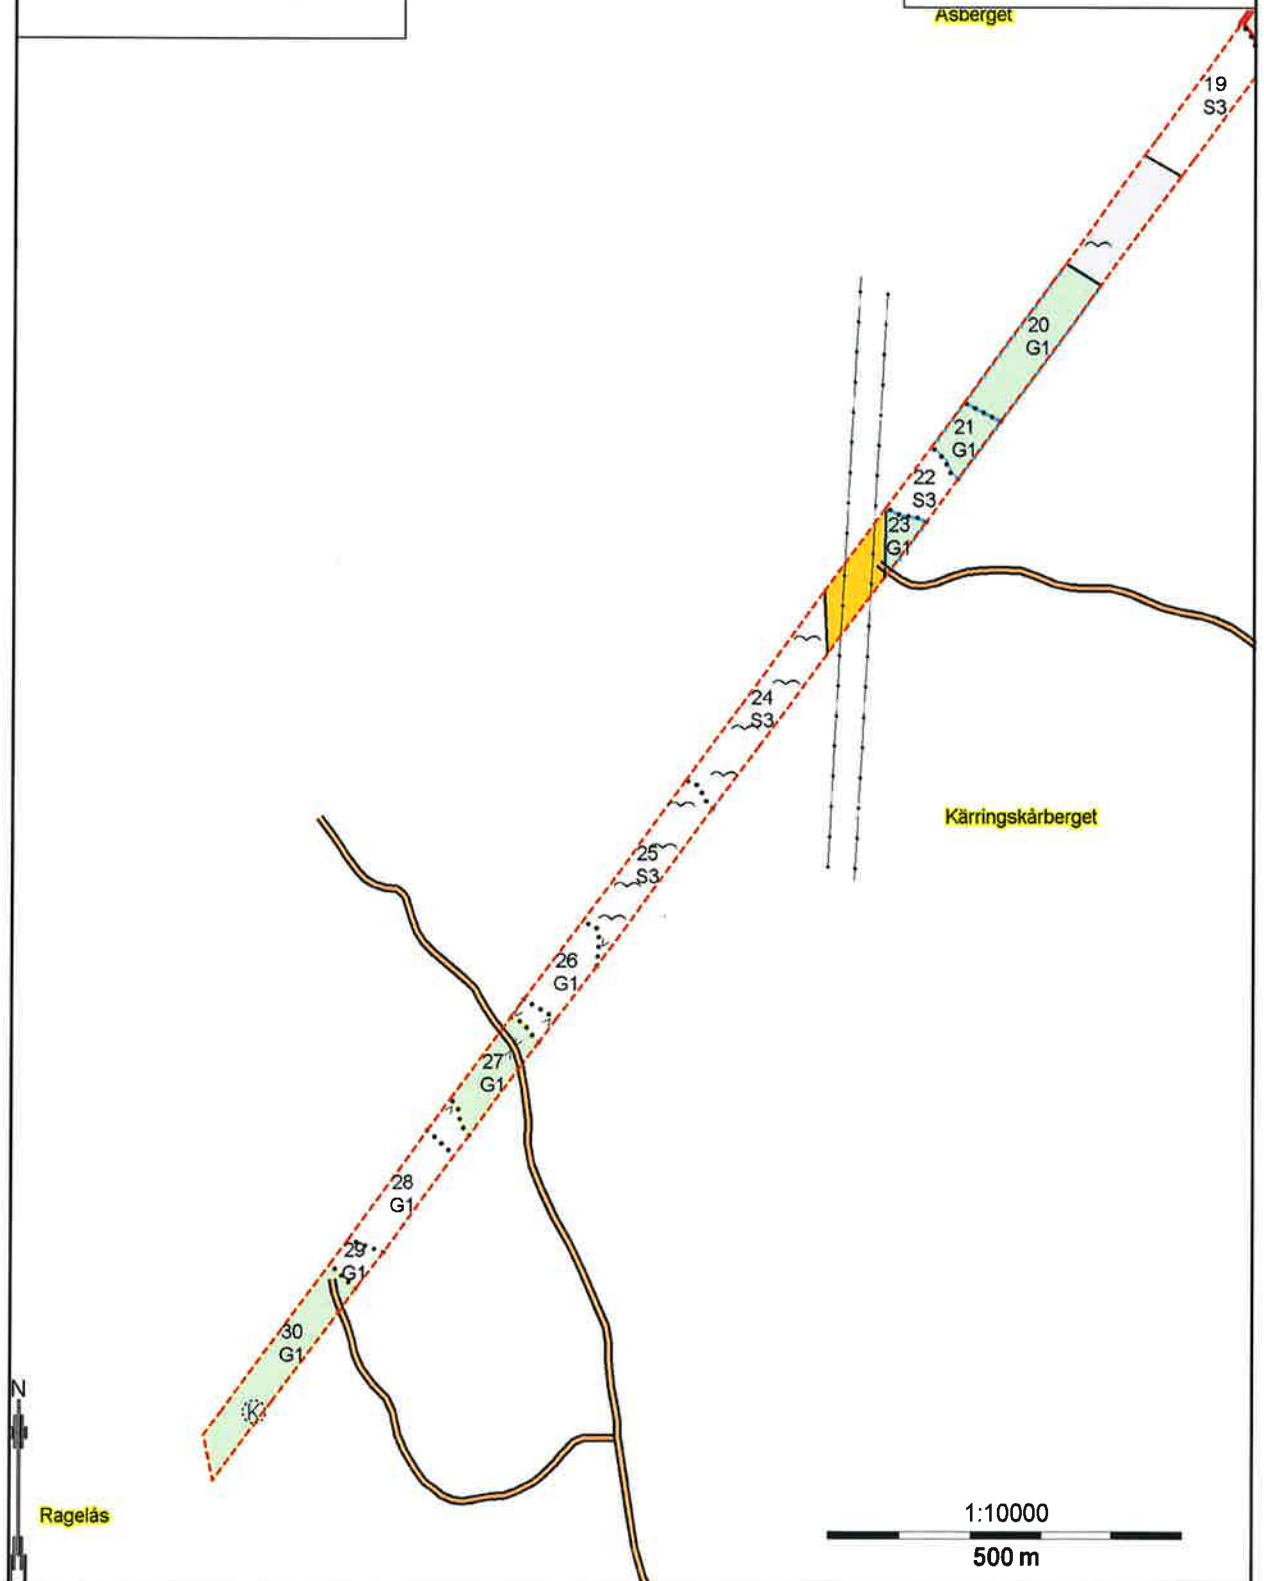 Åsberget
19
S3
20
G1
21
G1
22
S3
23
G1
24
S3
Kärringskårberget
25
S3
26
G1
27
G1
28
G1
29
G1
30
G1
K
N
Ragelås
1:10000
500 m